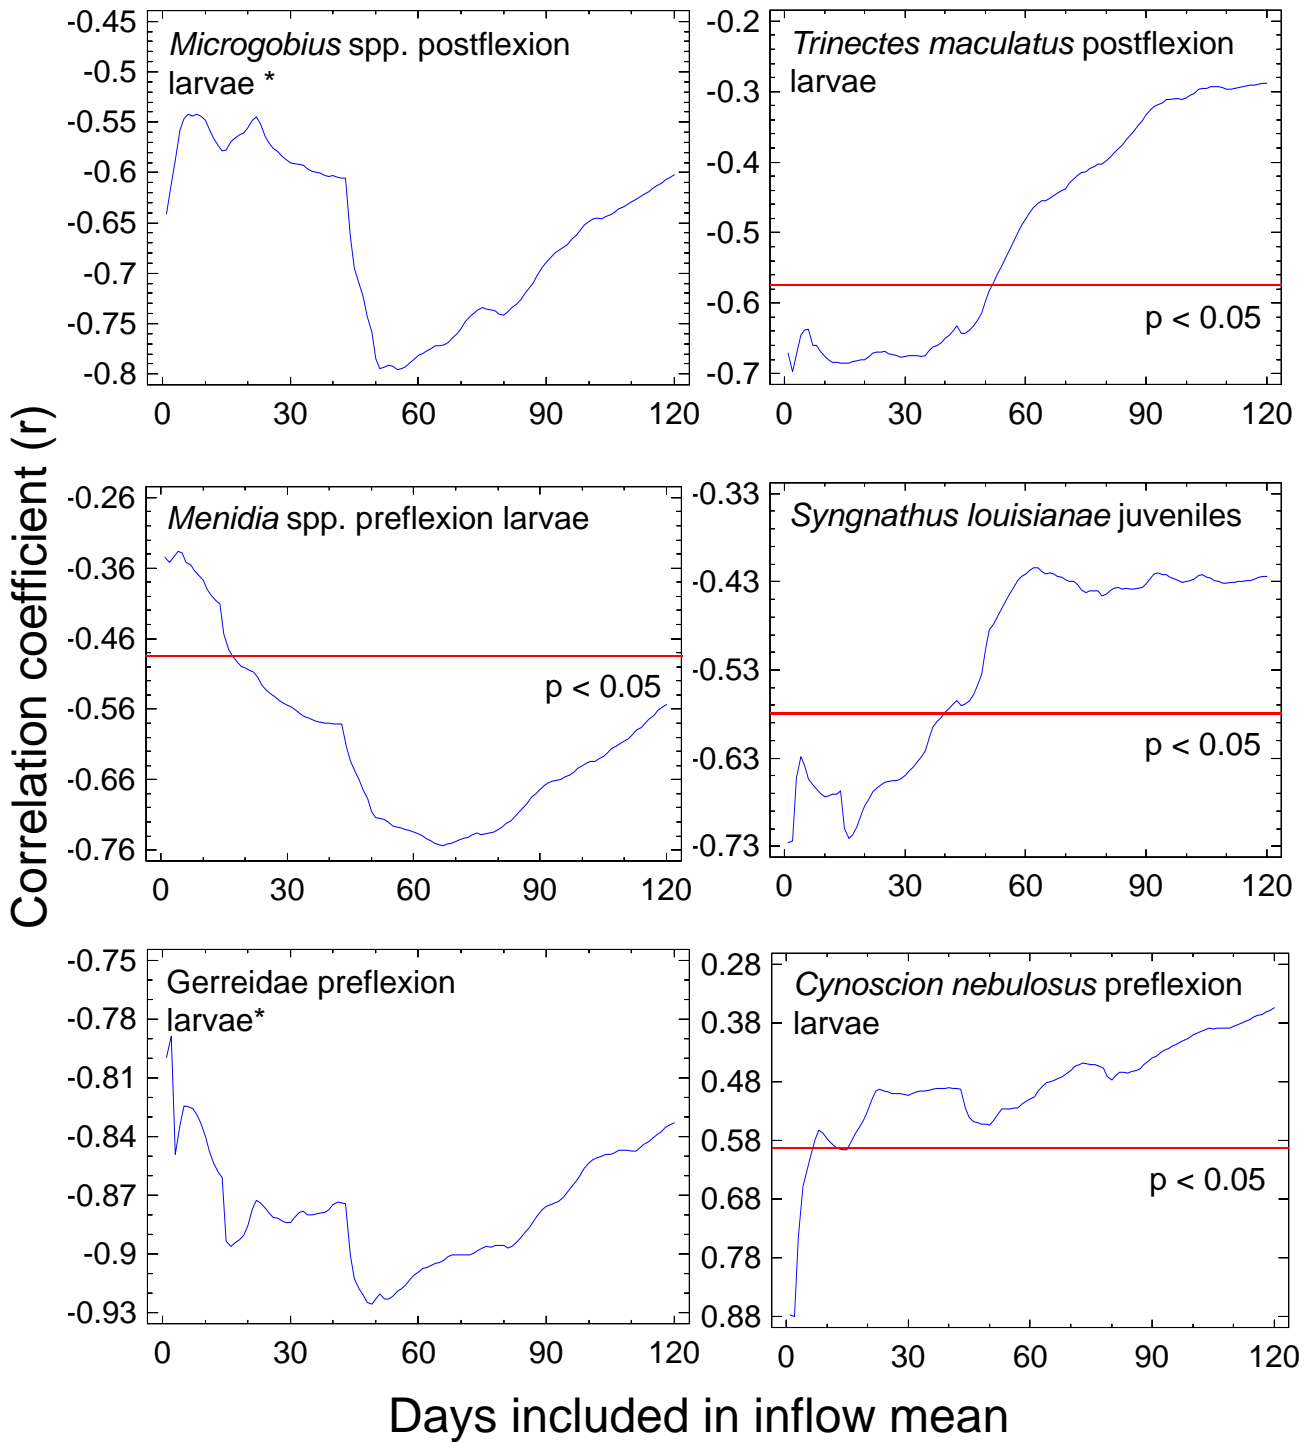 Correlation coefficient (r)
Microgobius spp. postflexion
larvae *
-0.45
-0.5
-0.55
-0.6
-0.65
-0.7
-0.75
-0.8
0 30 60 90 120
Trinectes maculatus postflexion
larvae
-0.2
-0.3
-0.4
-0.5
-0.6
-0.7
p < 0.05
0 30 60 90 120
Menidia spp. preflexion larvae
-0.26
-0.36
-0.46
-0.56
-0.66
-0.76
p < 0.05
0 30 60 90 120
Syngnathus louisianae juveniles
-0.33
-0.43
-0.53
-0.63
-0.73
p < 0.05
0 30 60 90 120
Gerreidae preflexion
larvae*
-0.75
-0.78
-0.81
-0.84
-0.87
-0.9
-0.93
0 30 60 90 120
Cynoscion nebulosus preflexion
larvae
0.28
0.38
0.48
0.58
0.68
0.78
0.88
p < 0.05
0 30 60 90 120
Days included in inflow mean